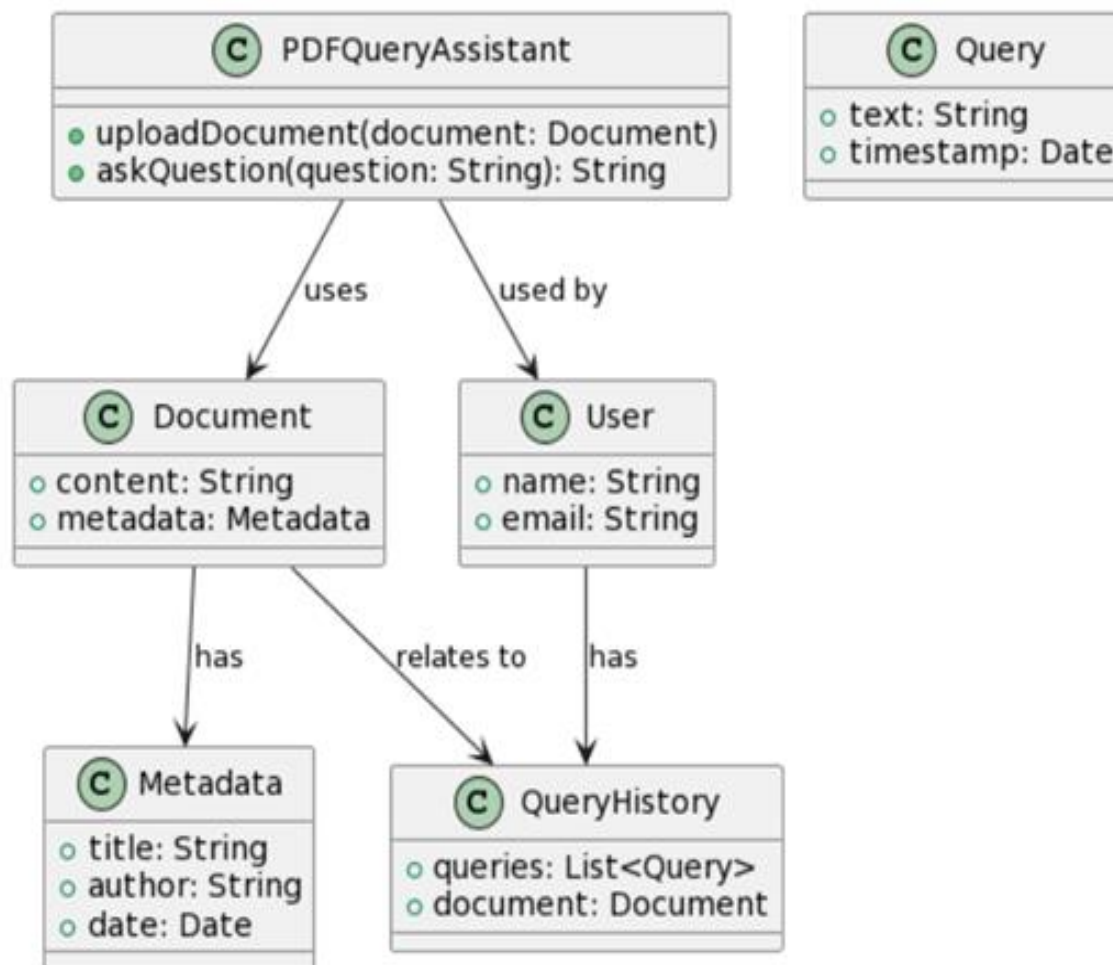 C PDFQueryAssistant
uploadDocument(document: Document)
askQuestion(question: String): String
C Query
text: String
timestamp: Date
uses
used by
C Document
content: String
metadata: Metadata
C User
name: String
email: String
has
relates to
has
C Metadata
title: String
author: String
date: Date
C QueryHistory
queries: List<Query>
document: Document